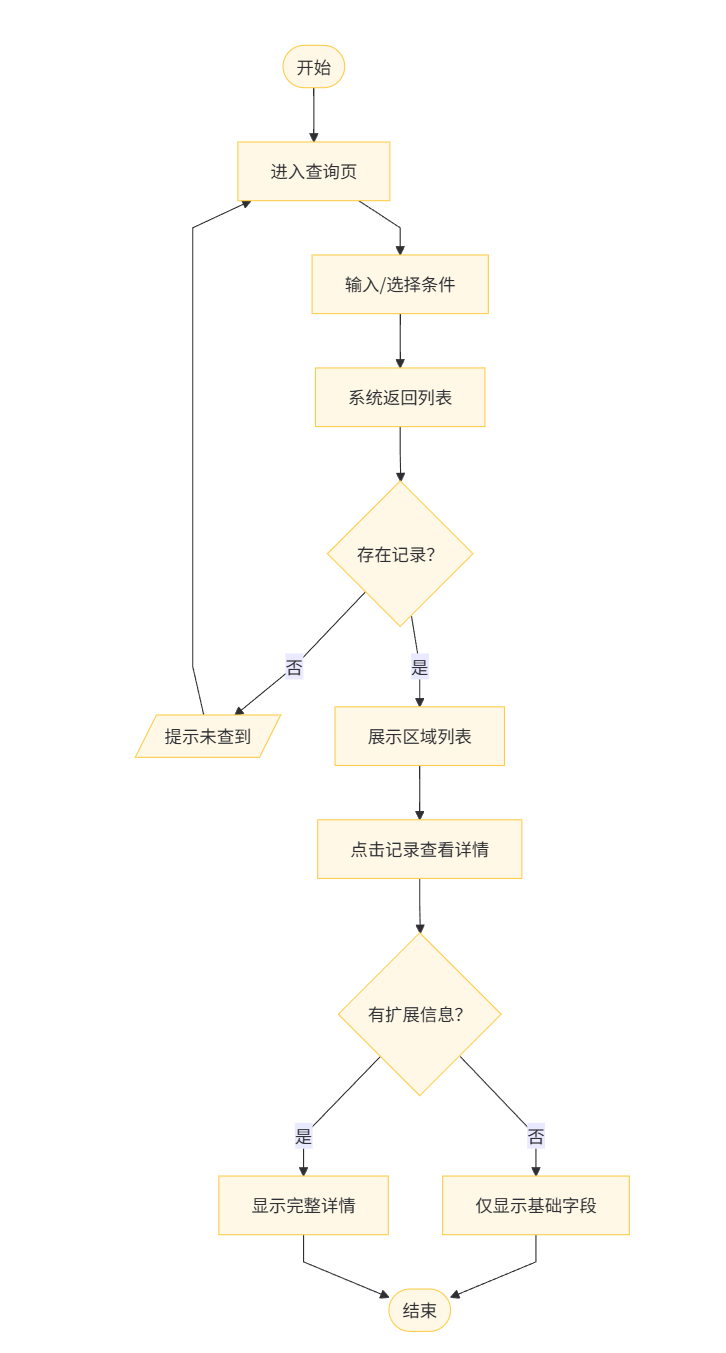 开始
进入查询页
输入/选择条件
系统返回列表
存在记录？
否
是
提示未查到
展示区域列表
点击记录查看详情
有扩展信息？
是
否
显示完整详情
仅显示基础字段
结束